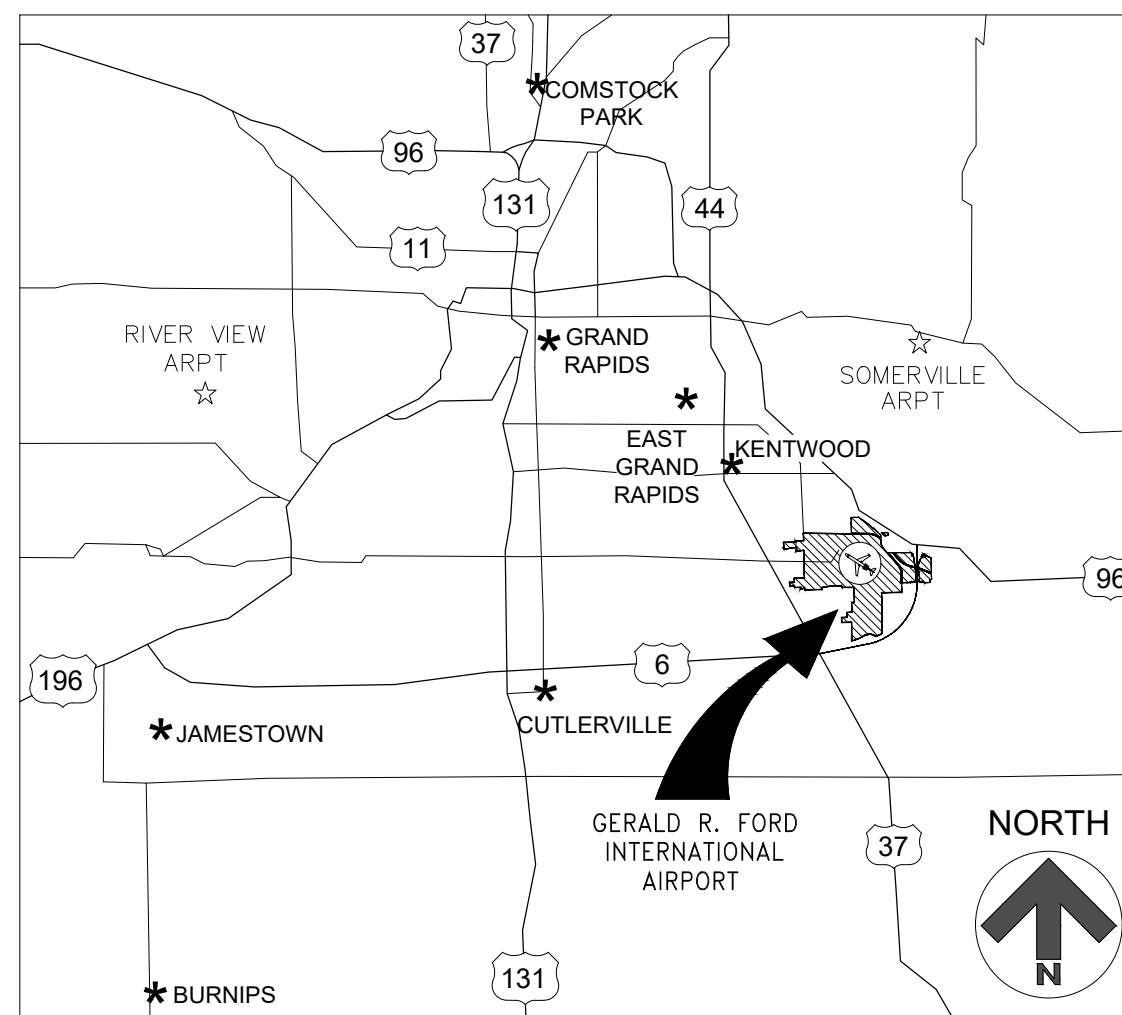 37
COMSTOCK
PARK
96
131
44
11
RIVER VIEW
ARPT
GRAND
RAPIDS
SOMERVILLE
ARPT
EAST
GRAND
RAPIDS
KENTWOOD
96
6
196
JAMESTOWN
CUTLERVILLE
GERALD R. FORD
INTERNATIONAL
AIRPORT
NORTH
37
N
131
BURNIPS